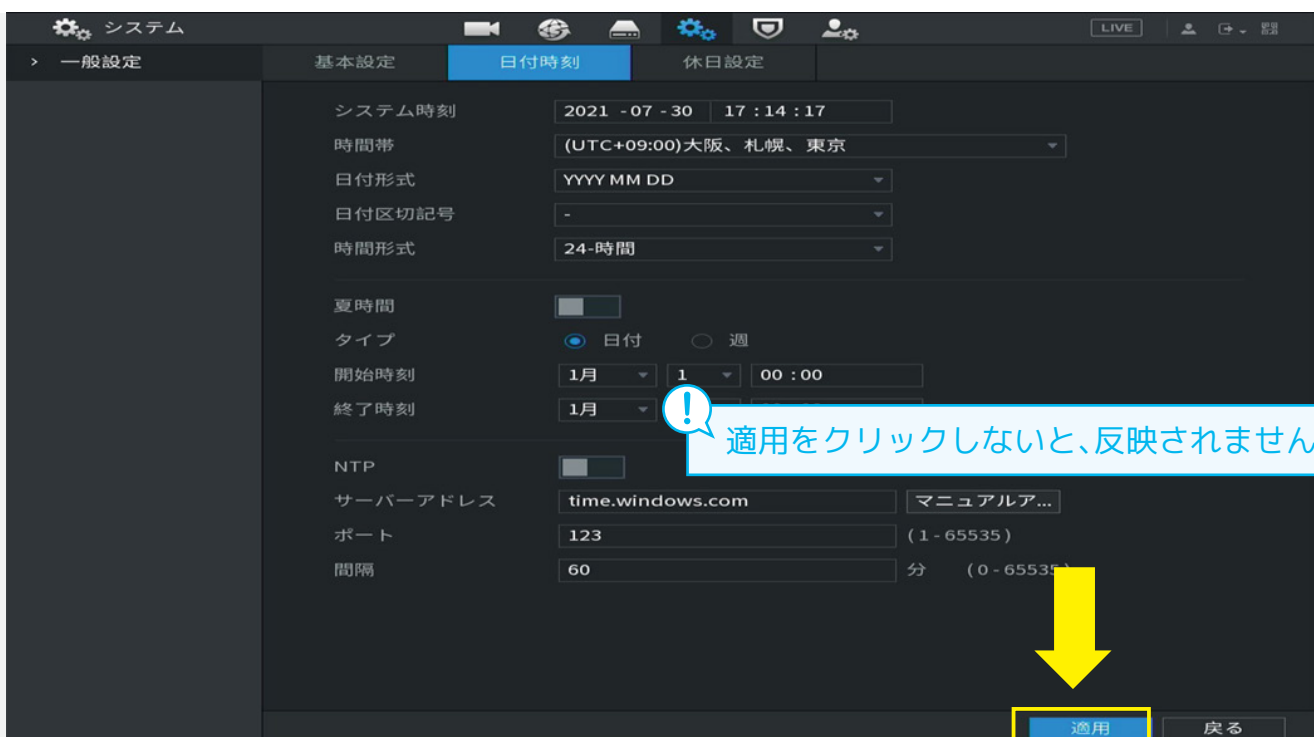 システム LIVE
> 一般設定 基本設定 日付時刻 休日設定
システム時刻 2021 -07 -30 17 :14 :17
時間帯 (UTC+09:00)大阪、札幌、東京
日付形式 YYYY MM DD
日付区切記号 -
時間形式 24-時間
夏時間
タイプ 日付 週
開始時刻 1月 1 00 :00
終了時刻 1月
! 適用をクリックしないと、反映されません
NTP
サーバーアドレス time.windows.com マニュアルア...
ポート 123 (1-65535)
間隔 60 分 (0-65535)
適用 戻る